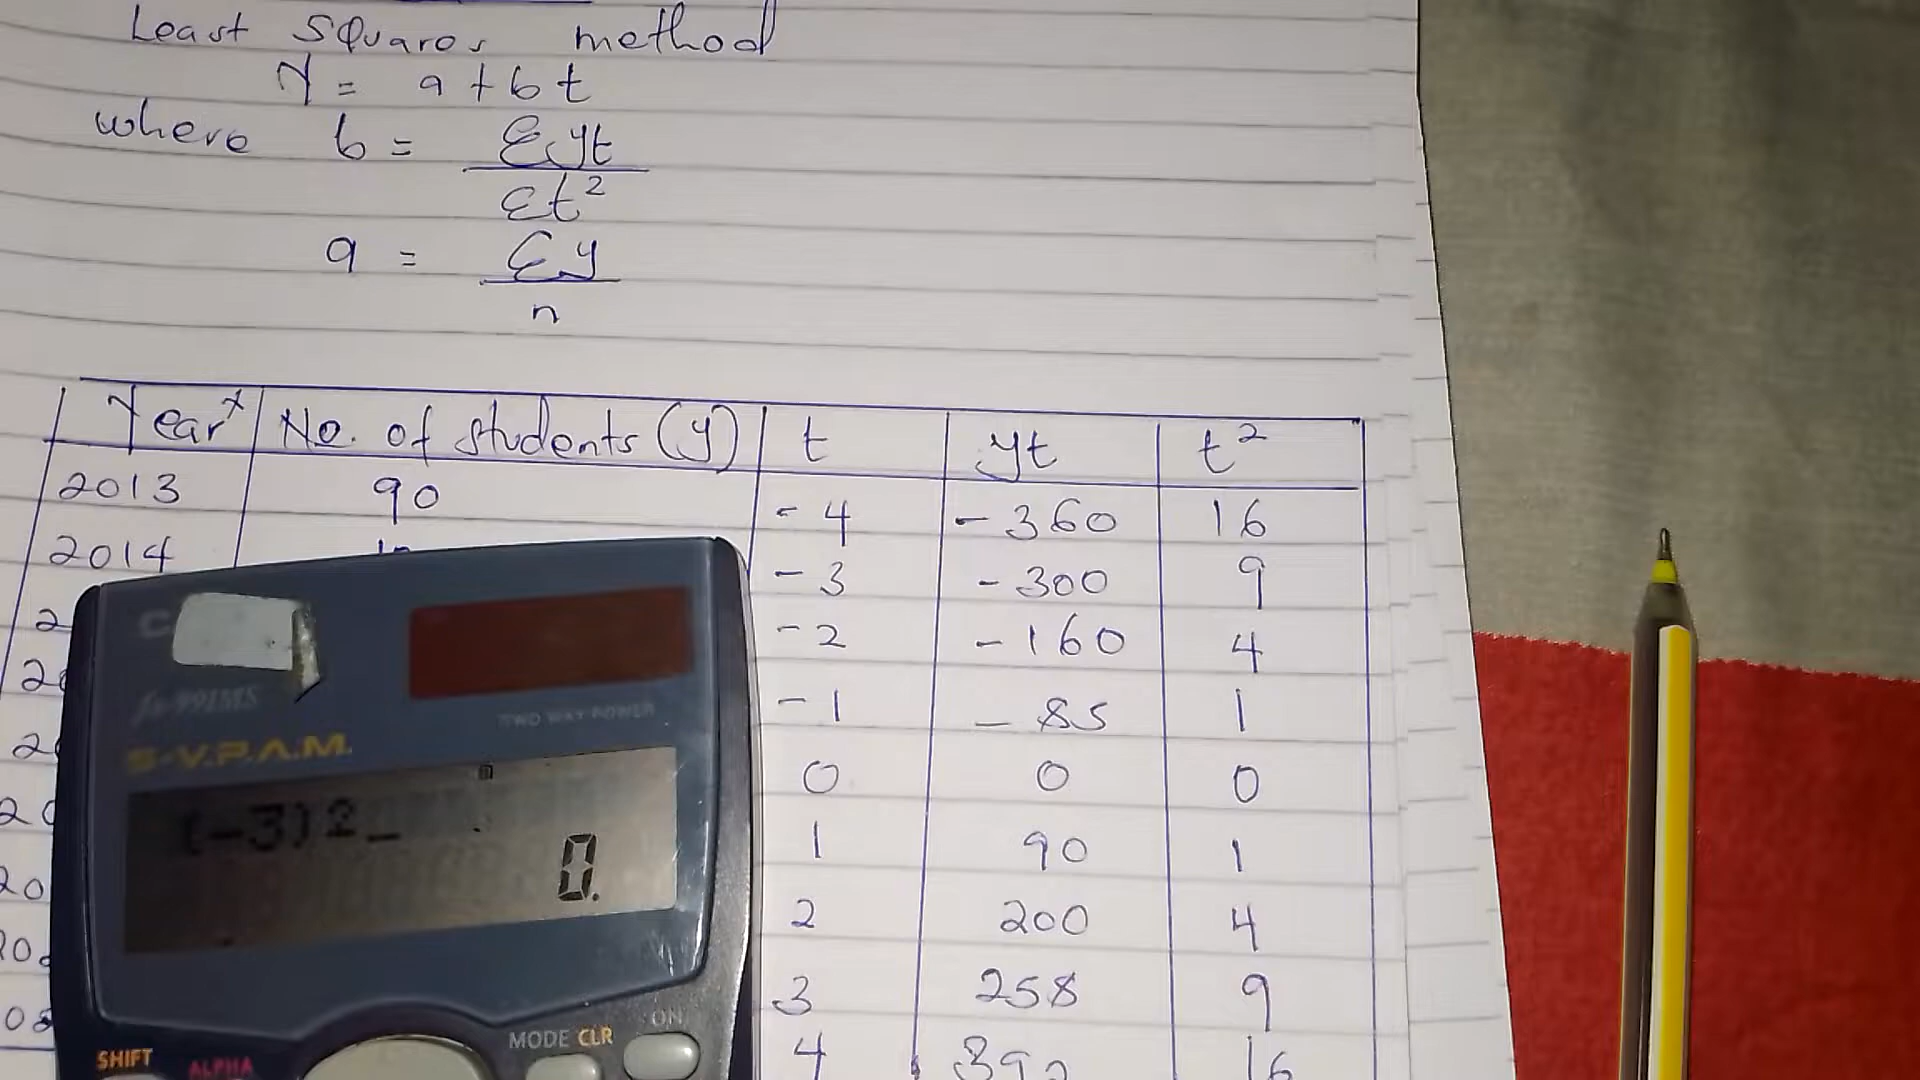 Least Squares method
Y = a + bt
where b = Σyt
Σt²
a = Σy
n
Year x No. of students (y) t yt t²
2013 90 -4 -360 16
2014 -3 -300 9
-2 -160 4
-1 -85 1
0 0 0
1 90 1
2 200 4
3 258 9
4 392 16
fx-991MS
TWO WAY POWER
S-V.P.A.M.
(-3)²_
0.
MODE CLR ON
SHIFT ALPHA